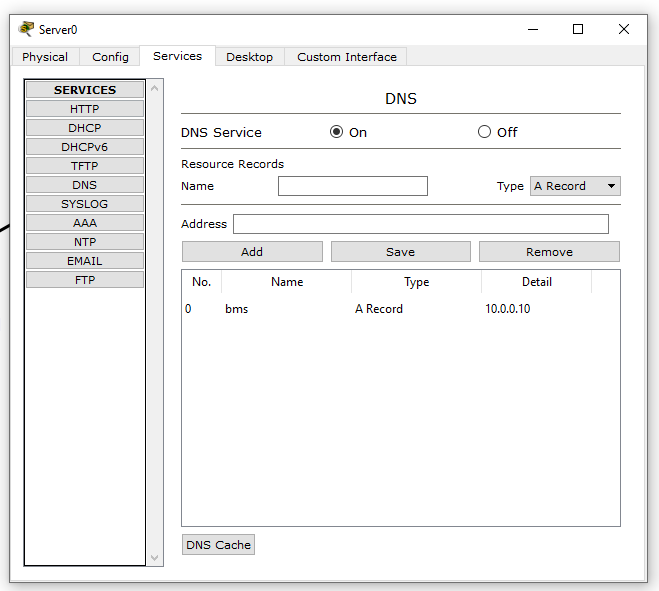 Server0
Physical Config Services Desktop Custom Interface
SERVICES
HTTP
DHCP
DHCPv6
TFTP
DNS
SYSLOG
AAA
NTP
EMAIL
FTP
DNS
DNS Service On Off
Resource Records
Name Type A Record
Address
Add Save Remove
No. Name Type Detail
0 bms A Record 10.0.0.10
DNS Cache